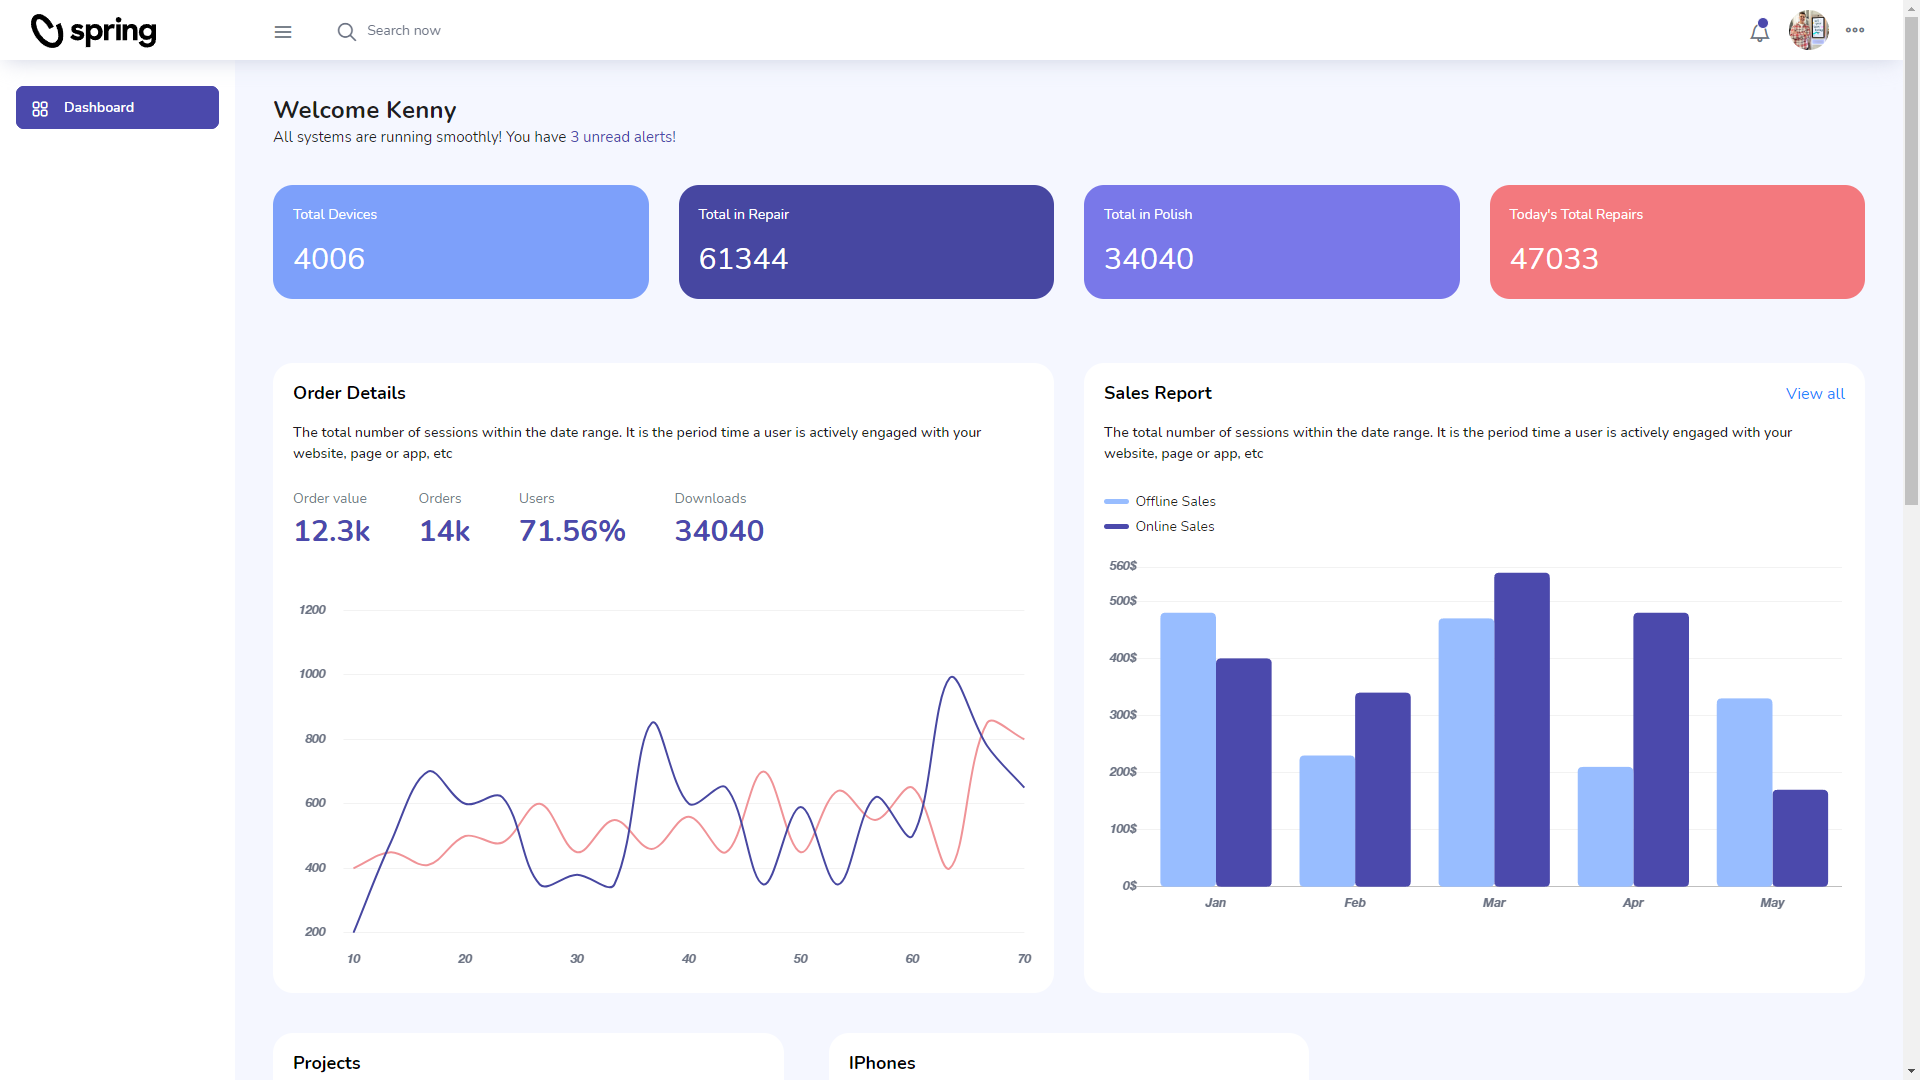 spring
Search now
Dashboard
Welcome Kenny
All systems are running smoothly! You have 3 unread alerts!
Total Devices
4006
Total in Repair
61344
Total in Polish
34040
Today's Total Repairs
47033
Order Details
The total number of sessions within the date range. It is the period time a user is actively engaged with your
website, page or app, etc
Order value
12.3k
Orders
14k
Users
71.56%
Downloads
34040
1200
1000
800
600
400
200
10 20 30 40 50 60 70
Sales Report
View all
The total number of sessions within the date range. It is the period time a user is actively engaged with your
website, page or app, etc
Offline Sales
Online Sales
560$
500$
400$
300$
200$
100$
0$
Jan Feb Mar Apr May
Projects
IPhones